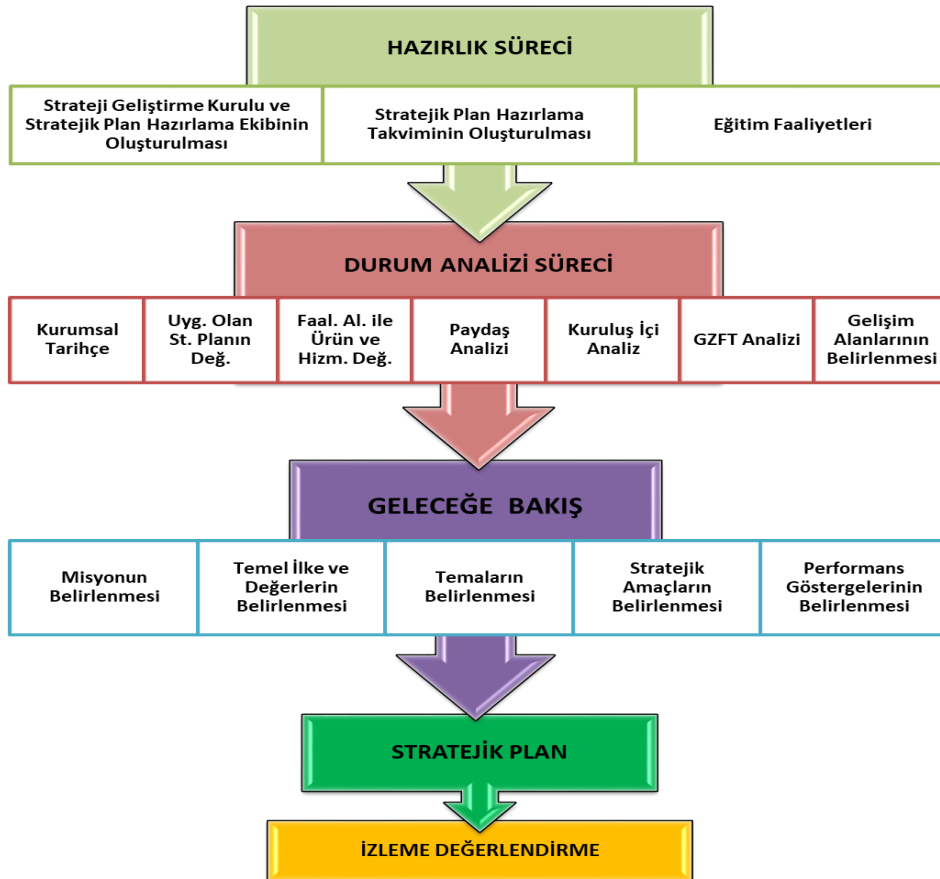 HAZIRLIK SÜRECİ
Strateji Geliştirme Kurulu ve
Stratejik Plan Hazırlama Ekibinin
Oluşturulması
Stratejik Plan Hazırlama
Takviminin Oluşturulması
Eğitim Faaliyetleri
DURUM ANALİZİ SÜRECİ
Kurumsal
Tarihçe
Uyg. Olan
St. Planın
Değ.
Faal. Al. ile
Ürün ve
Hizm. Değ.
Paydaş
Analizi
Kuruluş İçi
Analiz
GZFT Analizi
Gelişim
Alanlarının
Belirlenmesi
GELECEĞE BAKIŞ
Misyonun
Belirlenmesi
Temel İlke ve
Değerlerin
Belirlenmesi
Temaların
Belirlenmesi
Stratejik
Amaçların
Belirlenmesi
Performans
Göstergelerinin
Belirlenmesi
STRATEJİK PLAN
İZLEME DEĞERLENDİRME